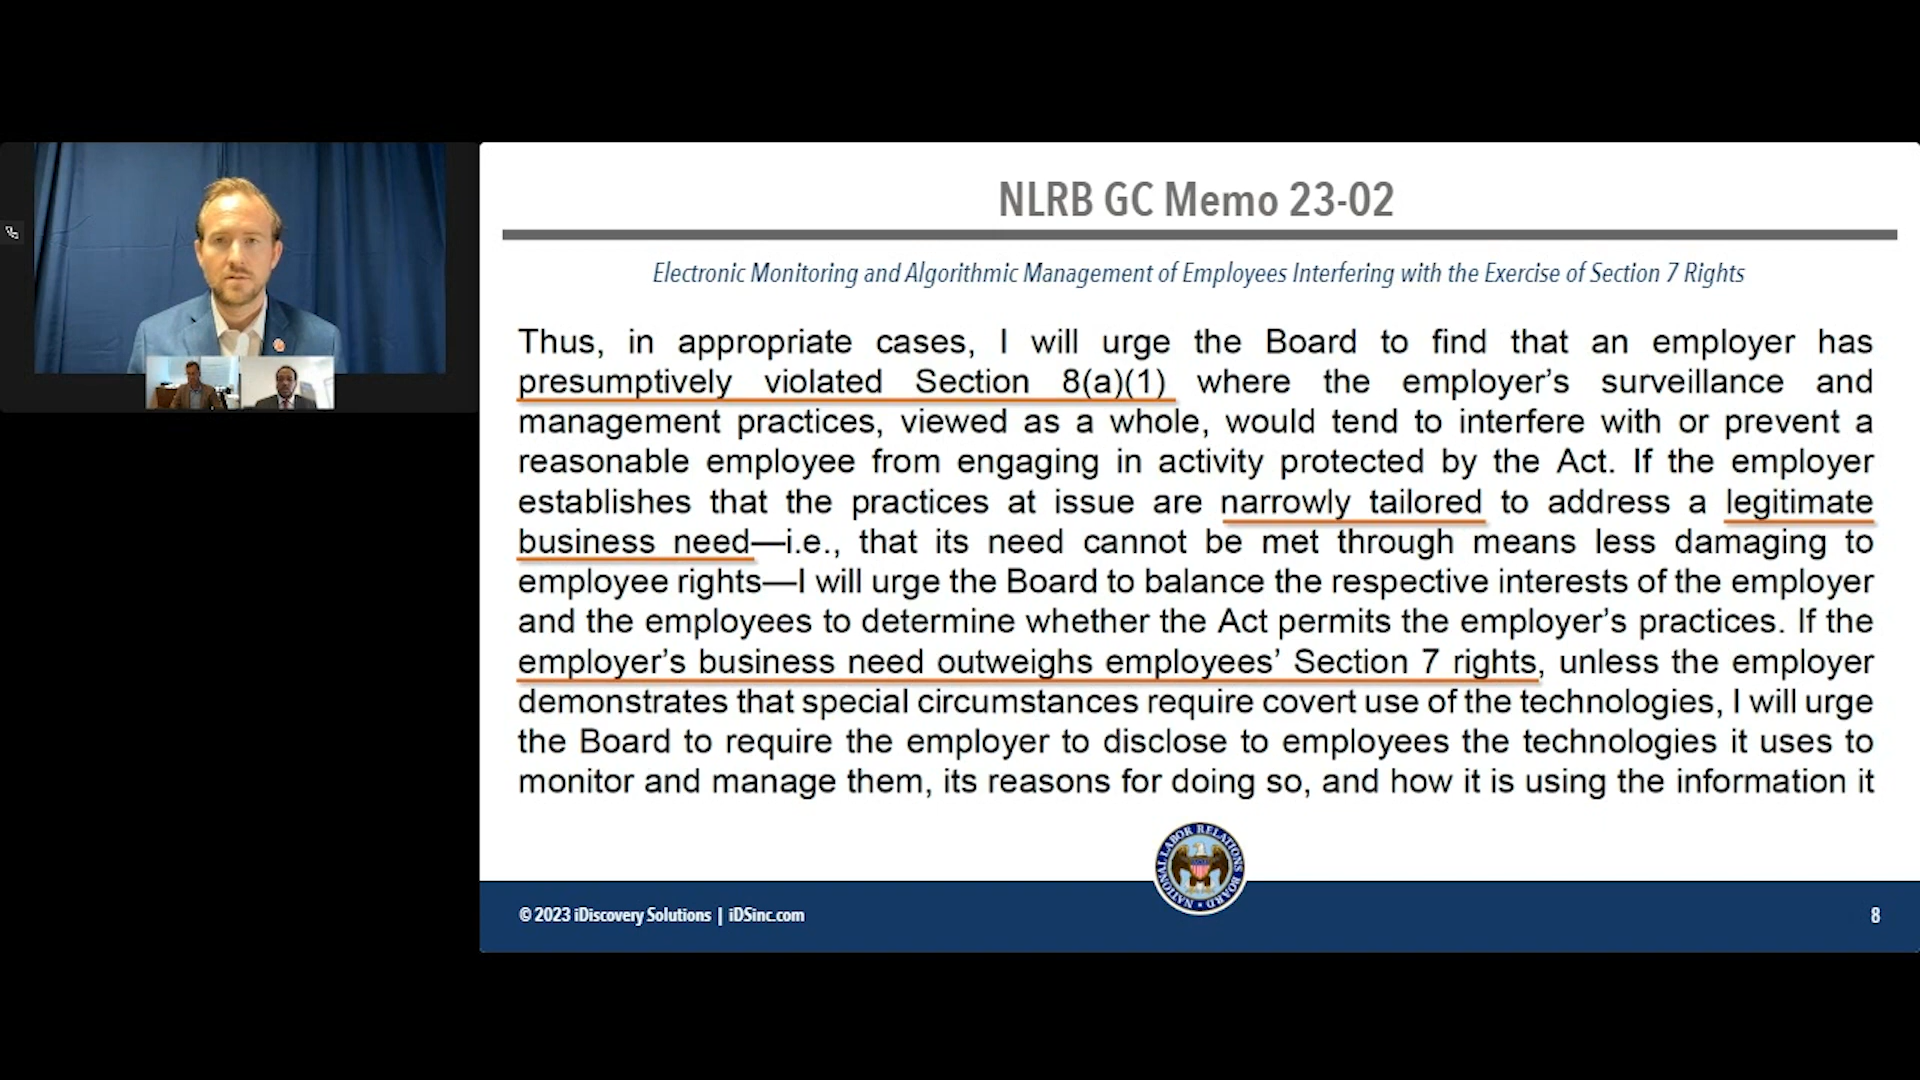 NLRB GC Memo 23-02
Electronic Monitoring and Algorithmic Management of Employees Interfering with the Exercise of Section 7 Rights
Thus, in appropriate cases, I will urge the Board to find that an employer has
presumptively violated Section 8(a)(1) where the employer’s surveillance and
management practices, viewed as a whole, would tend to interfere with or prevent a
reasonable employee from engaging in activity protected by the Act. If the employer
establishes that the practices at issue are narrowly tailored to address a legitimate
business need—i.e., that its need cannot be met through means less damaging to
employee rights—I will urge the Board to balance the respective interests of the employer
and the employees to determine whether the Act permits the employer’s practices. If the
employer’s business need outweighs employees’ Section 7 rights, unless the employer
demonstrates that special circumstances require covert use of the technologies, I will urge
the Board to require the employer to disclose to employees the technologies it uses to
monitor and manage them, its reasons for doing so, and how it is using the information it
NATIONAL LABOR RELATIONS BOARD
© 2023 iDiscovery Solutions | iDSinc.com
8